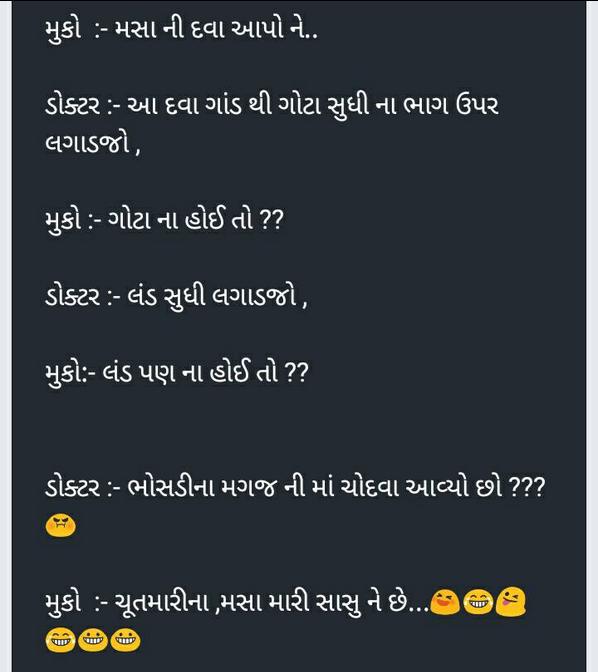 મુકો :- મસા ની દવા આપો ને..
ડોક્ટર :- આ દવા ગાંડ થી ગોટા સુધી ના ભાગ ઉપર
લગાડજો ,
મુકો :- ગોટા ના હોઈ તો ??
ડોક્ટર :- લંડ સુધી લગાડજો ,
મુકો:- લંડ પણ ના હોઈ તો ??
ડોક્ટર :- ભોસડીના મગજ ની માં ચોદવા આવ્યો છો ???
😡
મુકો :- ચૂતમારીના ,મસા મારી સાસુ ને છે...😆😂😜
😂😁😁